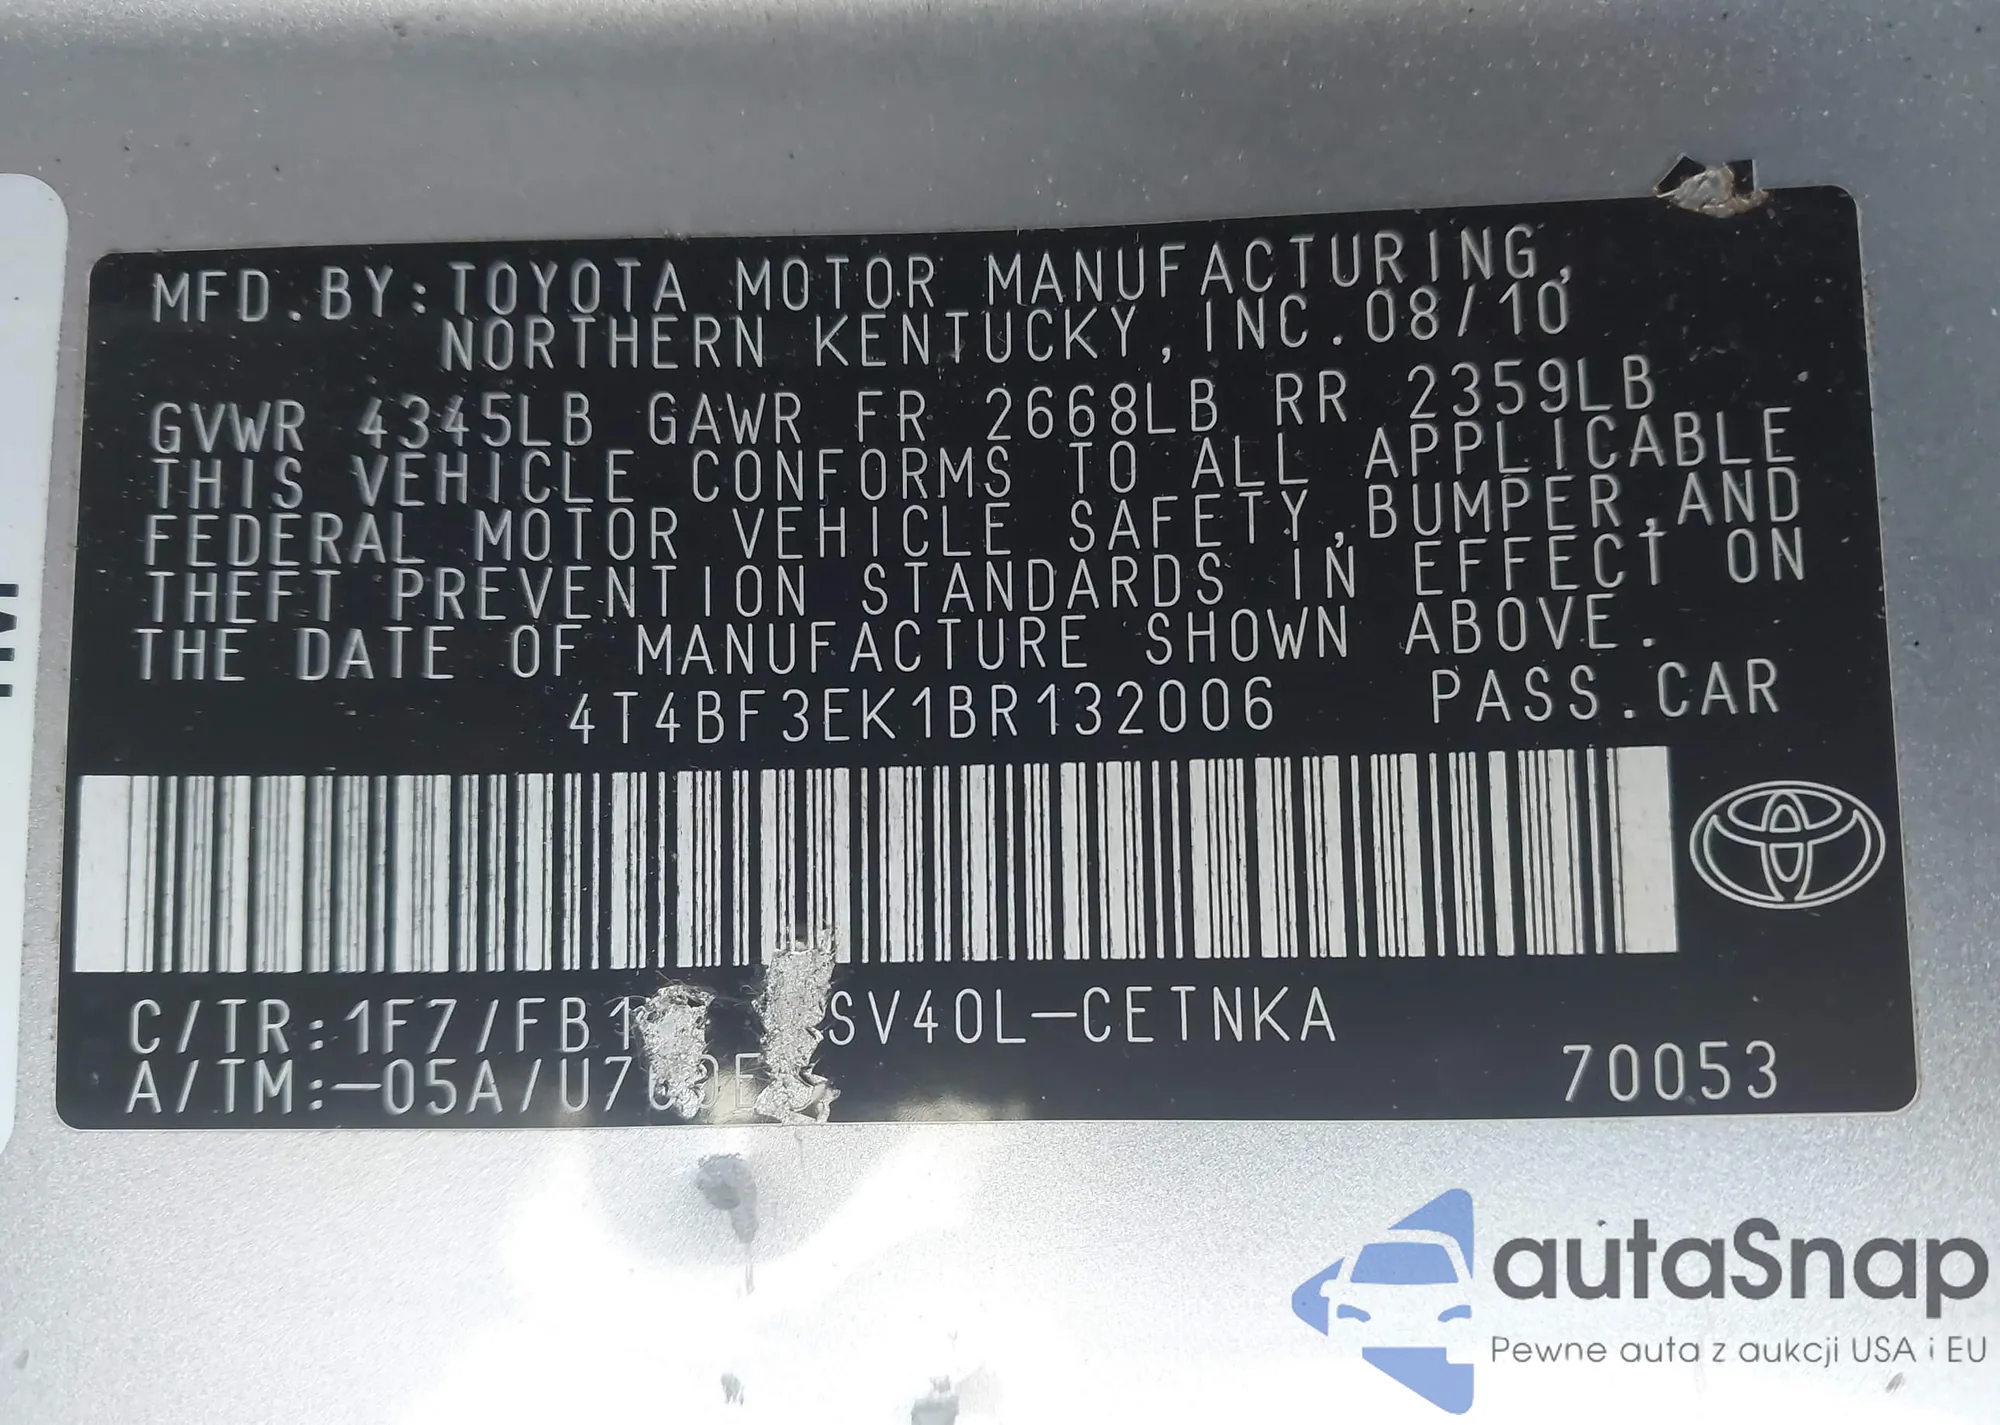 MFD.BY:TOYOTA MOTOR MANUFACTURING,
NORTHERN KENTUCKY, INC.08/10
GVWR 4345LB GAWR FR 2668LB RR 2359LB
THIS VEHICLE CONFORMS TO ALL APPLICABLE
FEDERAL MOTOR VEHICLE SAFETY,BUMPER,AND
THEFT PREVENTION STANDARDS IN EFFECT ON
THE DATE OF MANUFACTURE SHOWN ABOVE.
4T4BF3EK1BR132006 PASS.CAR
C/TR:1F7/ SV40L-CETNKA
A/TM:-05A/ 70053
autaSnap
Pewne auta z aukcji USA i EU